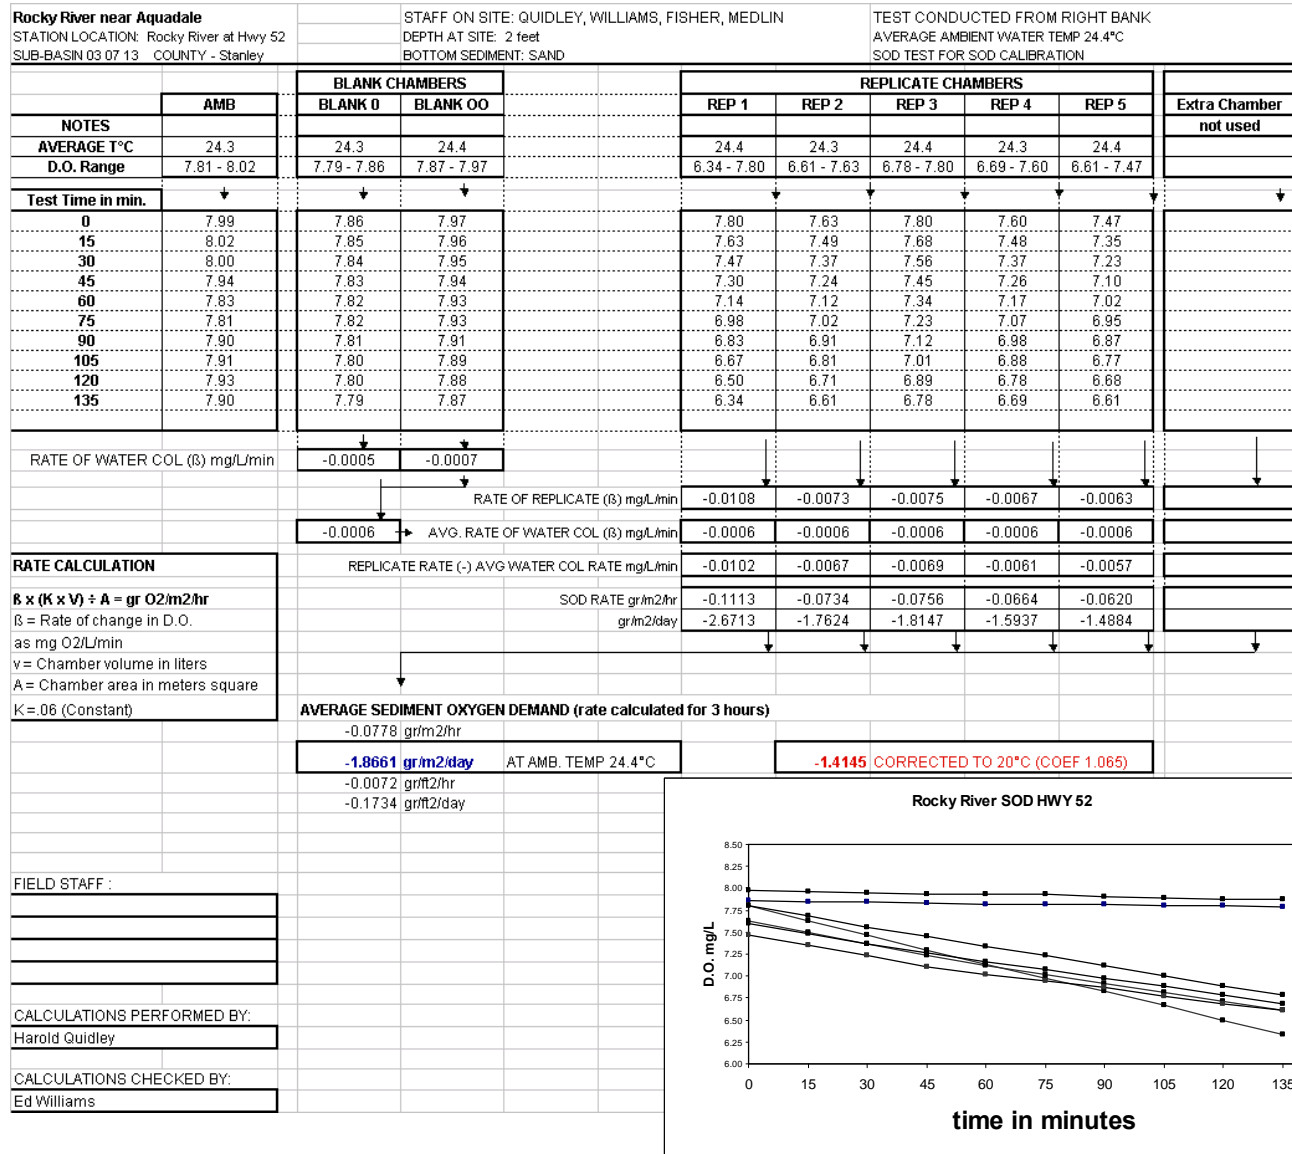 Rocky River near Aquadale STAFF ON SITE: QUIDLEY, WILLIAMS, FISHER, MEDLIN TEST CONDUCTED FROM RIGHT BANK
STATION LOCATION: Rocky River at Hwy 52 DEPTH AT SITE: 2 feet AVERAGE AMBIENT WATER TEMP 24.4°C
SUB-BASIN 03 07 13 COUNTY - Stanley BOTTOM SEDIMENT: SAND SOD TEST FOR SOD CALIBRATION
BLANK CHAMBERS REPLICATE CHAMBERS
AMB BLANK 0 BLANK OO REP 1 REP 2 REP 3 REP 4 REP 5 Extra Chamber
NOTES not used
AVERAGE T°C 24.3 24.3 24.4 24.4 24.3 24.4 24.3 24.4
D.O. Range 7.81 - 8.02 7.79 - 7.86 7.87 - 7.97 6.34 - 7.80 6.61 - 7.63 6.78 - 7.80 6.69 - 7.60 6.61 - 7.47
Test Time in min.
0 7.99 7.86 7.97 7.80 7.63 7.80 7.60 7.47
15 8.02 7.85 7.96 7.63 7.49 7.68 7.48 7.35
30 8.00 7.84 7.95 7.47 7.37 7.56 7.37 7.23
45 7.94 7.83 7.94 7.30 7.24 7.45 7.26 7.10
60 7.83 7.82 7.93 7.14 7.12 7.34 7.17 7.02
75 7.81 7.82 7.93 6.98 7.02 7.23 7.07 6.95
90 7.90 7.81 7.91 6.83 6.91 7.12 6.98 6.87
105 7.91 7.80 7.89 6.67 6.81 7.01 6.88 6.77
120 7.93 7.80 7.88 6.50 6.71 6.89 6.78 6.68
135 7.90 7.79 7.87 6.34 6.61 6.78 6.69 6.61
RATE OF WATER COL (ß) mg/L/min -0.0005 -0.0007
RATE OF REPLICATE (ß) mg/L/min -0.0108 -0.0073 -0.0075 -0.0067 -0.0063
-0.0006 AVG. RATE OF WATER COL (ß) mg/L/min -0.0006 -0.0006 -0.0006 -0.0006 -0.0006
RATE CALCULATION REPLICATE RATE (-) AVG WATER COL RATE mg/L/min -0.0102 -0.0067 -0.0069 -0.0061 -0.0057
ß x (K x V) ÷ A = gr O2/m2/hr SOD RATE gr/m2/hr -0.1113 -0.0734 -0.0756 -0.0664 -0.0620
ß = Rate of change in D.O. gr/m2/day -2.6713 -1.7624 -1.8147 -1.5937 -1.4884
as mg O2/L/min
v = Chamber volume in liters
A = Chamber area in meters square
K =.06 (Constant) AVERAGE SEDIMENT OXYGEN DEMAND (rate calculated for 3 hours)
-0.0778 gr/m2/hr
-1.8661 gr/m2/day AT AMB. TEMP 24.4°C -1.4145 CORRECTED TO 20°C (COEF 1.065)
-0.0072 gr/ft2/hr
-0.1734 gr/ft2/day
Rocky River SOD HWY 52
8.50
8.25
8.00
7.75
7.50
7.25
7.00
6.75
6.50
6.25
6.00
D.O. mg/L
0 15 30 45 60 75 90 105 120 135
time in minutes
FIELD STAFF :
CALCULATIONS PERFORMED BY:
Harold Quidley
CALCULATIONS CHECKED BY:
Ed Williams